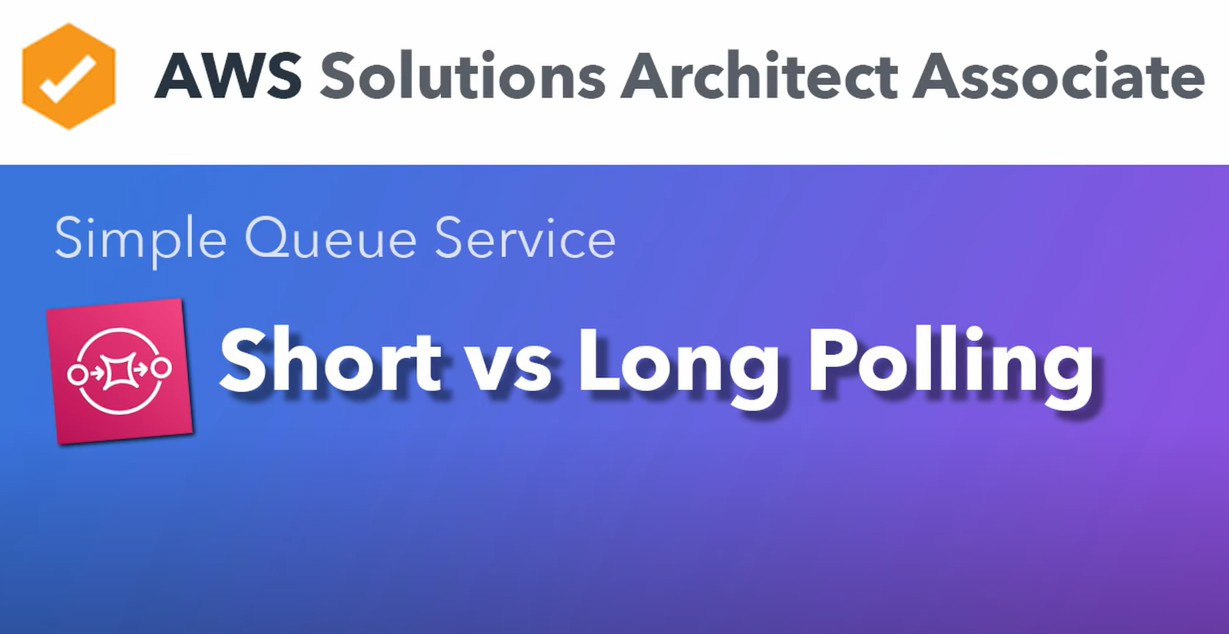 AWS Solutions Architect Associate
Simple Queue Service
Short vs Long Polling